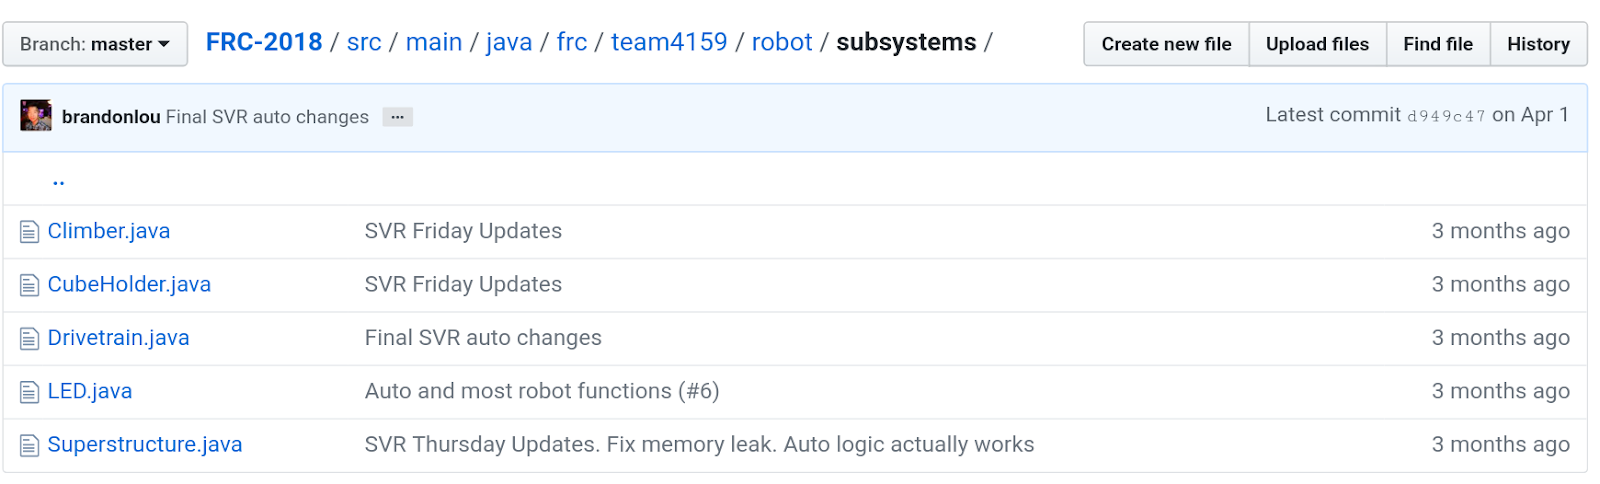 Branch: master FRC-2018 / src / main / java / frc / team4159 / robot / subsystems / Create new file Upload files Find file History
brandonlou Final SVR auto changes ... Latest commit d949c47 on Apr 1
..
Climber.java SVR Friday Updates 3 months ago
CubeHolder.java SVR Friday Updates 3 months ago
Drivetrain.java Final SVR auto changes 3 months ago
LED.java Auto and most robot functions (#6) 3 months ago
Superstructure.java SVR Thursday Updates. Fix memory leak. Auto logic actually works 3 months ago